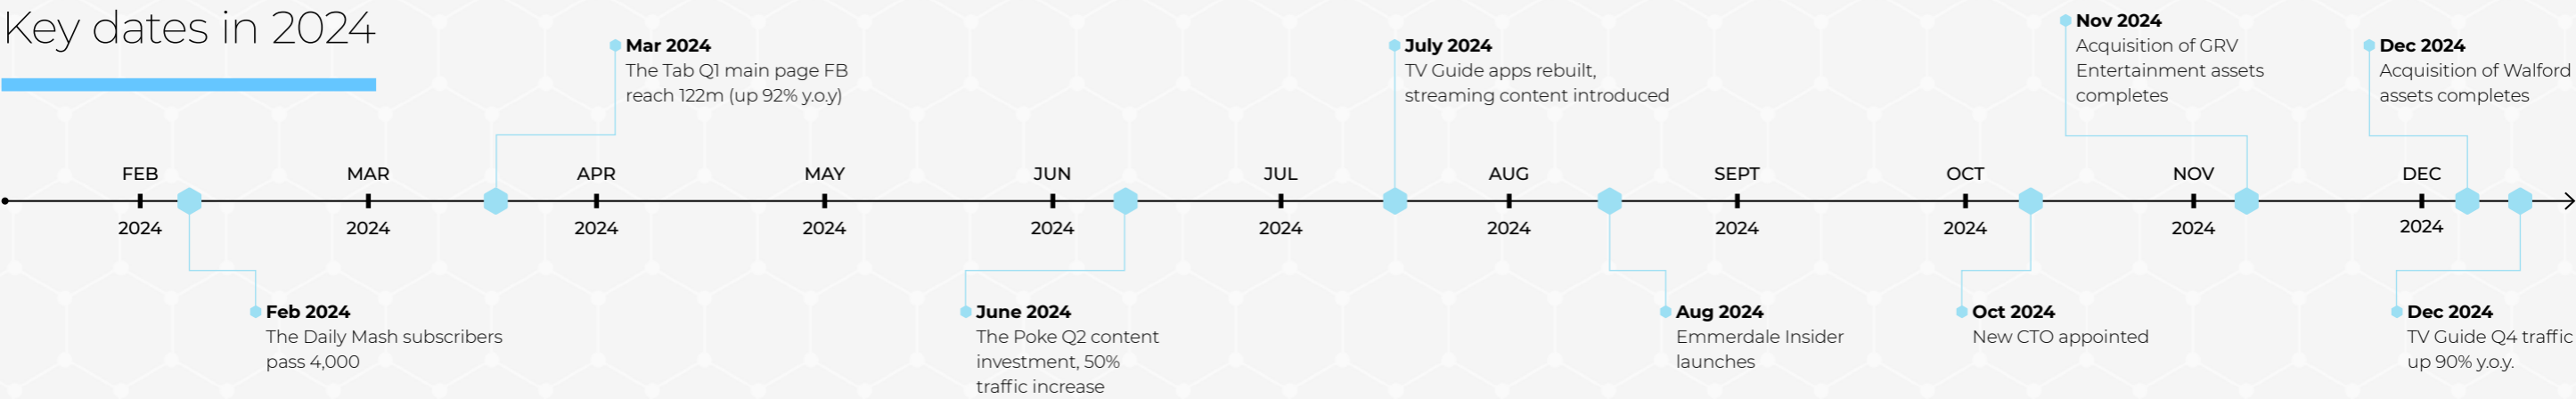 Key dates in 2024
Mar 2024
The Tab Q1 main page FB
reach 122m (up 92% y.o.y)
July 2024
TV Guide apps rebuilt,
streaming content introduced
Nov 2024
Acquisition of GRV
Entertainment assets
completes
Dec 2024
Acquisition of Walford
assets completes
FEB
MAR
APR
MAY
JUN
JUL
AUG
SEPT
OCT
NOV
DEC
2024
2024
2024
2024
2024
2024
2024
2024
2024
2024
2024
Feb 2024
The Daily Mash subscribers
pass 4,000
June 2024
The Poke Q2 content
investment, 50%
traffic increase
Aug 2024
Emmerdale Insider
launches
Oct 2024
New CTO appointed
Dec 2024
TV Guide Q4 traffic
up 90% y.o.y.